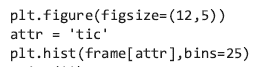 plt.figure(figsize=(12,5))
attr = 'tic'
plt.hist(frame[attr],bins=25)